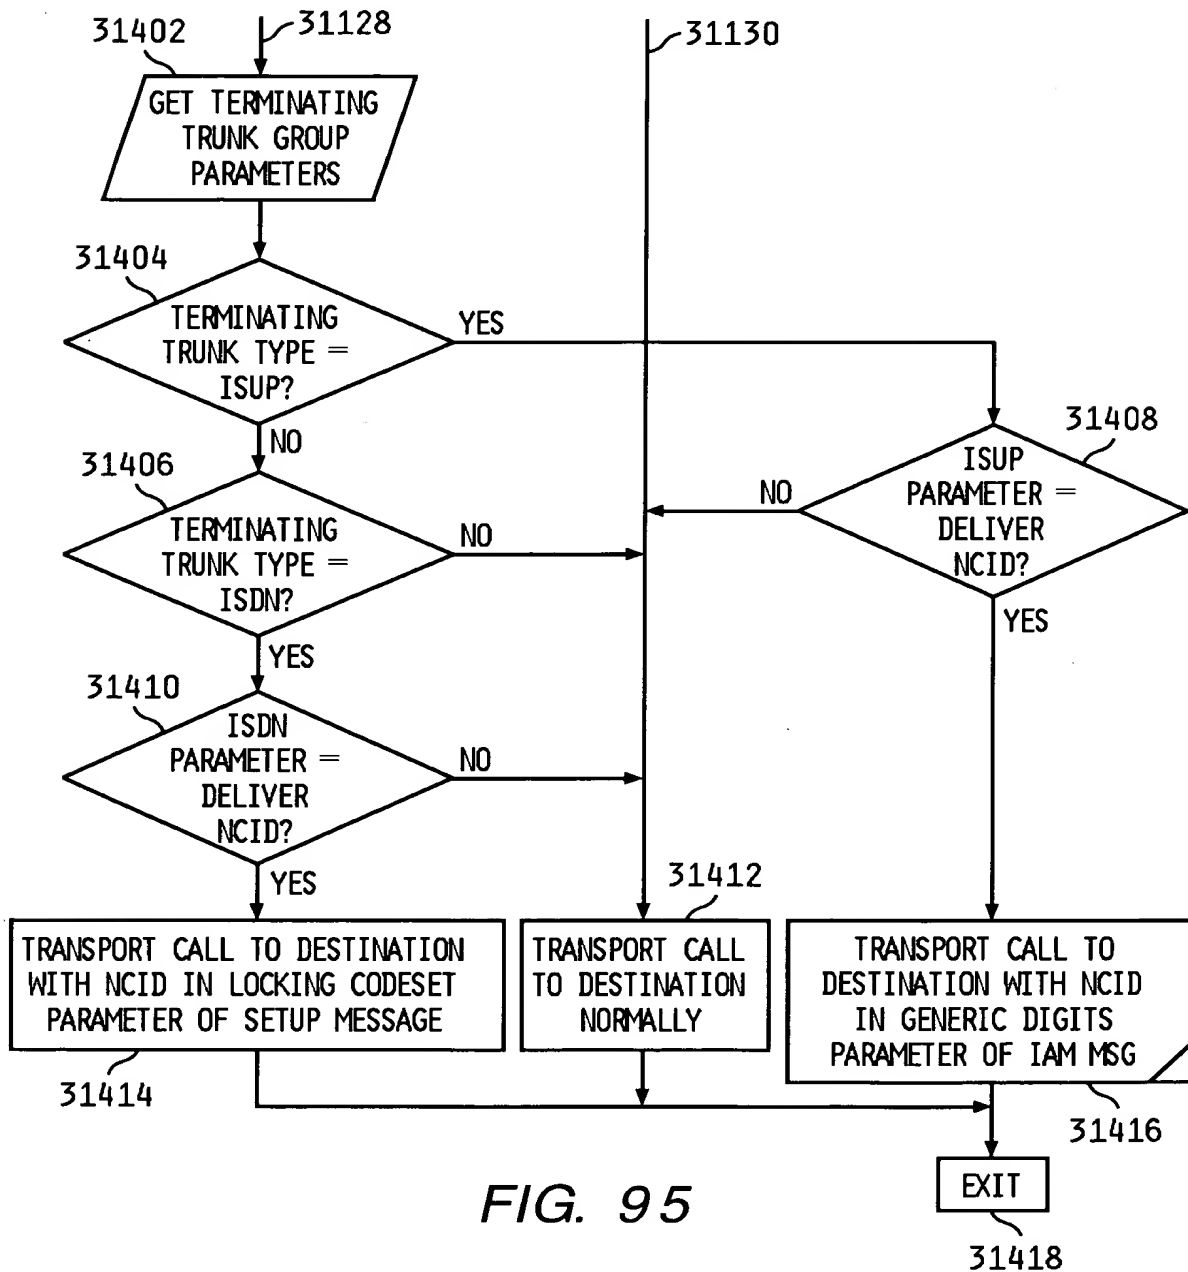 31402
31128
31130
GET TERMINATING
TRUNK GROUP
PARAMETERS
31404
TERMINATING
TRUNK TYPE =
ISUP?
YES
NO
31406
TERMINATING
TRUNK TYPE =
ISDN?
NO
YES
31408
ISUP
PARAMETER =
DELIVER
NCID?
NO
YES
31410
ISDN
PARAMETER =
DELIVER
NCID?
NO
YES
31412
TRANSPORT CALL TO DESTINATION
WITH NCID IN LOCKING CODESET
PARAMETER OF SETUP MESSAGE
31414
TRANSPORT CALL
TO DESTINATION
NORMALLY
TRANSPORT CALL TO
DESTINATION WITH NCID
IN GENERIC DIGITS
PARAMETER OF IAM MSG
31416
EXIT
31418
FIG. 95